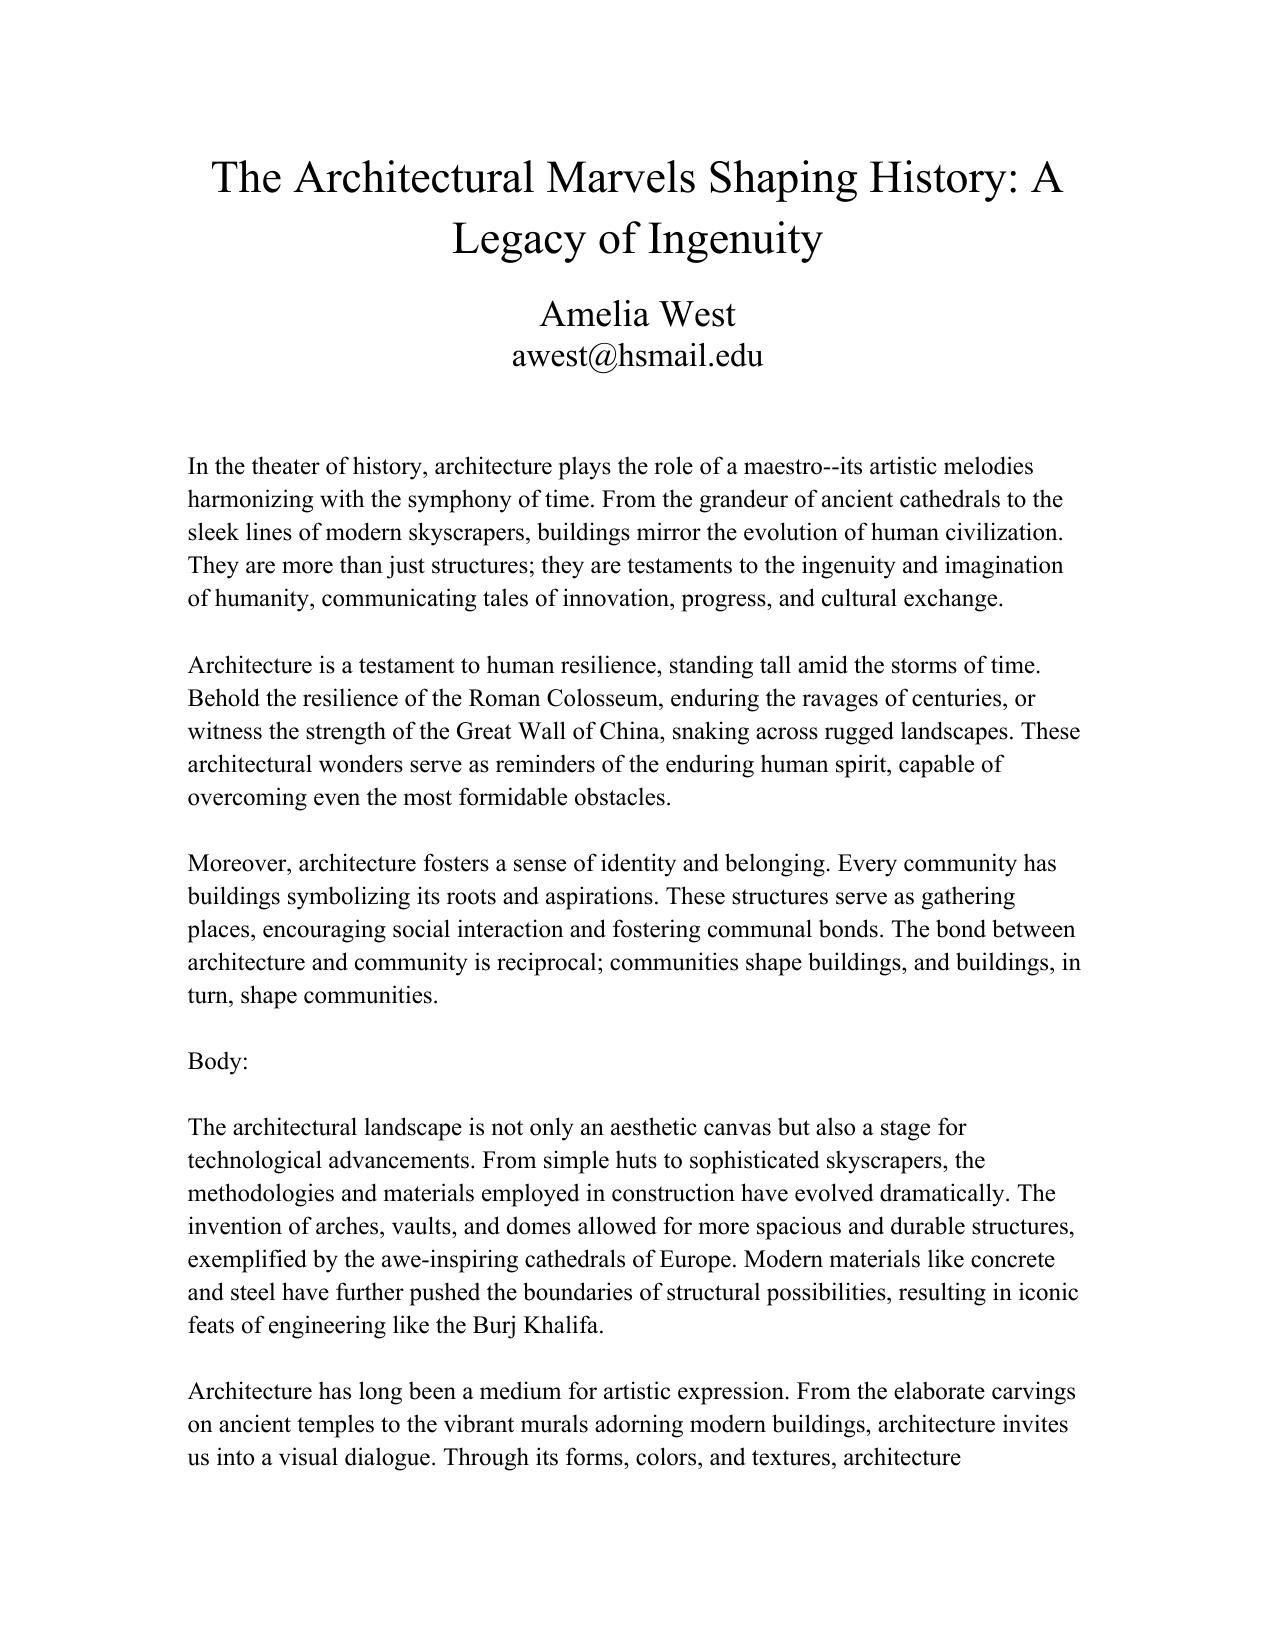 The Architectural Marvels Shaping History: A
Legacy of Ingenuity
Amelia West
awest@hsmail.edu
In the theater of history, architecture plays the role of a maestro--its artistic melodies
harmonizing with the symphony of time. From the grandeur of ancient cathedrals to the
sleek lines of modern skyscrapers, buildings mirror the evolution of human civilization.
They are more than just structures; they are testaments to the ingenuity and imagination
of humanity, communicating tales of innovation, progress, and cultural exchange.
Architecture is a testament to human resilience, standing tall amid the storms of time.
Behold the resilience of the Roman Colosseum, enduring the ravages of centuries, or
witness the strength of the Great Wall of China, snaking across rugged landscapes. These
architectural wonders serve as reminders of the enduring human spirit, capable of
overcoming even the most formidable obstacles.
Moreover, architecture fosters a sense of identity and belonging. Every community has
buildings symbolizing its roots and aspirations. These structures serve as gathering
places, encouraging social interaction and fostering communal bonds. The bond between
architecture and community is reciprocal; communities shape buildings, and buildings, in
turn, shape communities.
Body:
The architectural landscape is not only an aesthetic canvas but also a stage for
technological advancements. From simple huts to sophisticated skyscrapers, the
methodologies and materials employed in construction have evolved dramatically. The
invention of arches, vaults, and domes allowed for more spacious and durable structures,
exemplified by the awe-inspiring cathedrals of Europe. Modern materials like concrete
and steel have further pushed the boundaries of structural possibilities, resulting in iconic
feats of engineering like the Burj Khalifa.
Architecture has long been a medium for artistic expression. From the elaborate carvings
on ancient temples to the vibrant murals adorning modern buildings, architecture invites
us into a visual dialogue. Through its forms, colors, and textures, architecture